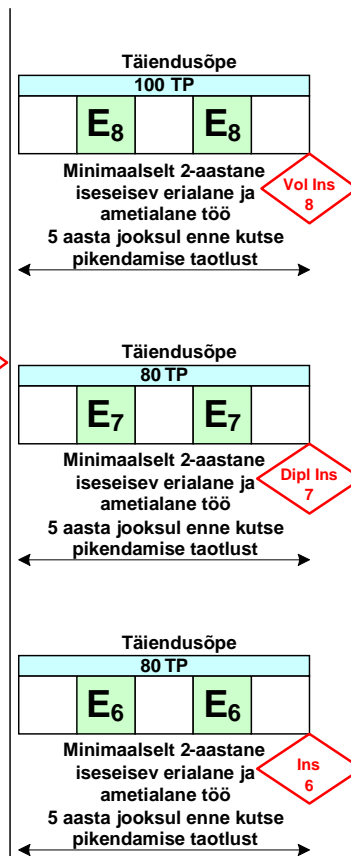 Täiendusõpe
100 TP
E₈ E₈
Minimaalselt 2-aastane
iseseisev erialane ja
ametialane töö
5 aasta jooksul enne kutse
pikendamise taotlust
Vol Ins
8
Täiendusõpe
80 TP
E₇ E₇
Minimaalselt 2-aastane
iseseisev erialane ja
ametialane töö
5 aasta jooksul enne kutse
pikendamise taotlust
Dipl Ins
7
Täiendusõpe
80 TP
E₆ E₆
Minimaalselt 2-aastane
iseseisev erialane ja
ametialane töö
5 aasta jooksul enne kutse
pikendamise taotlust
Ins
6